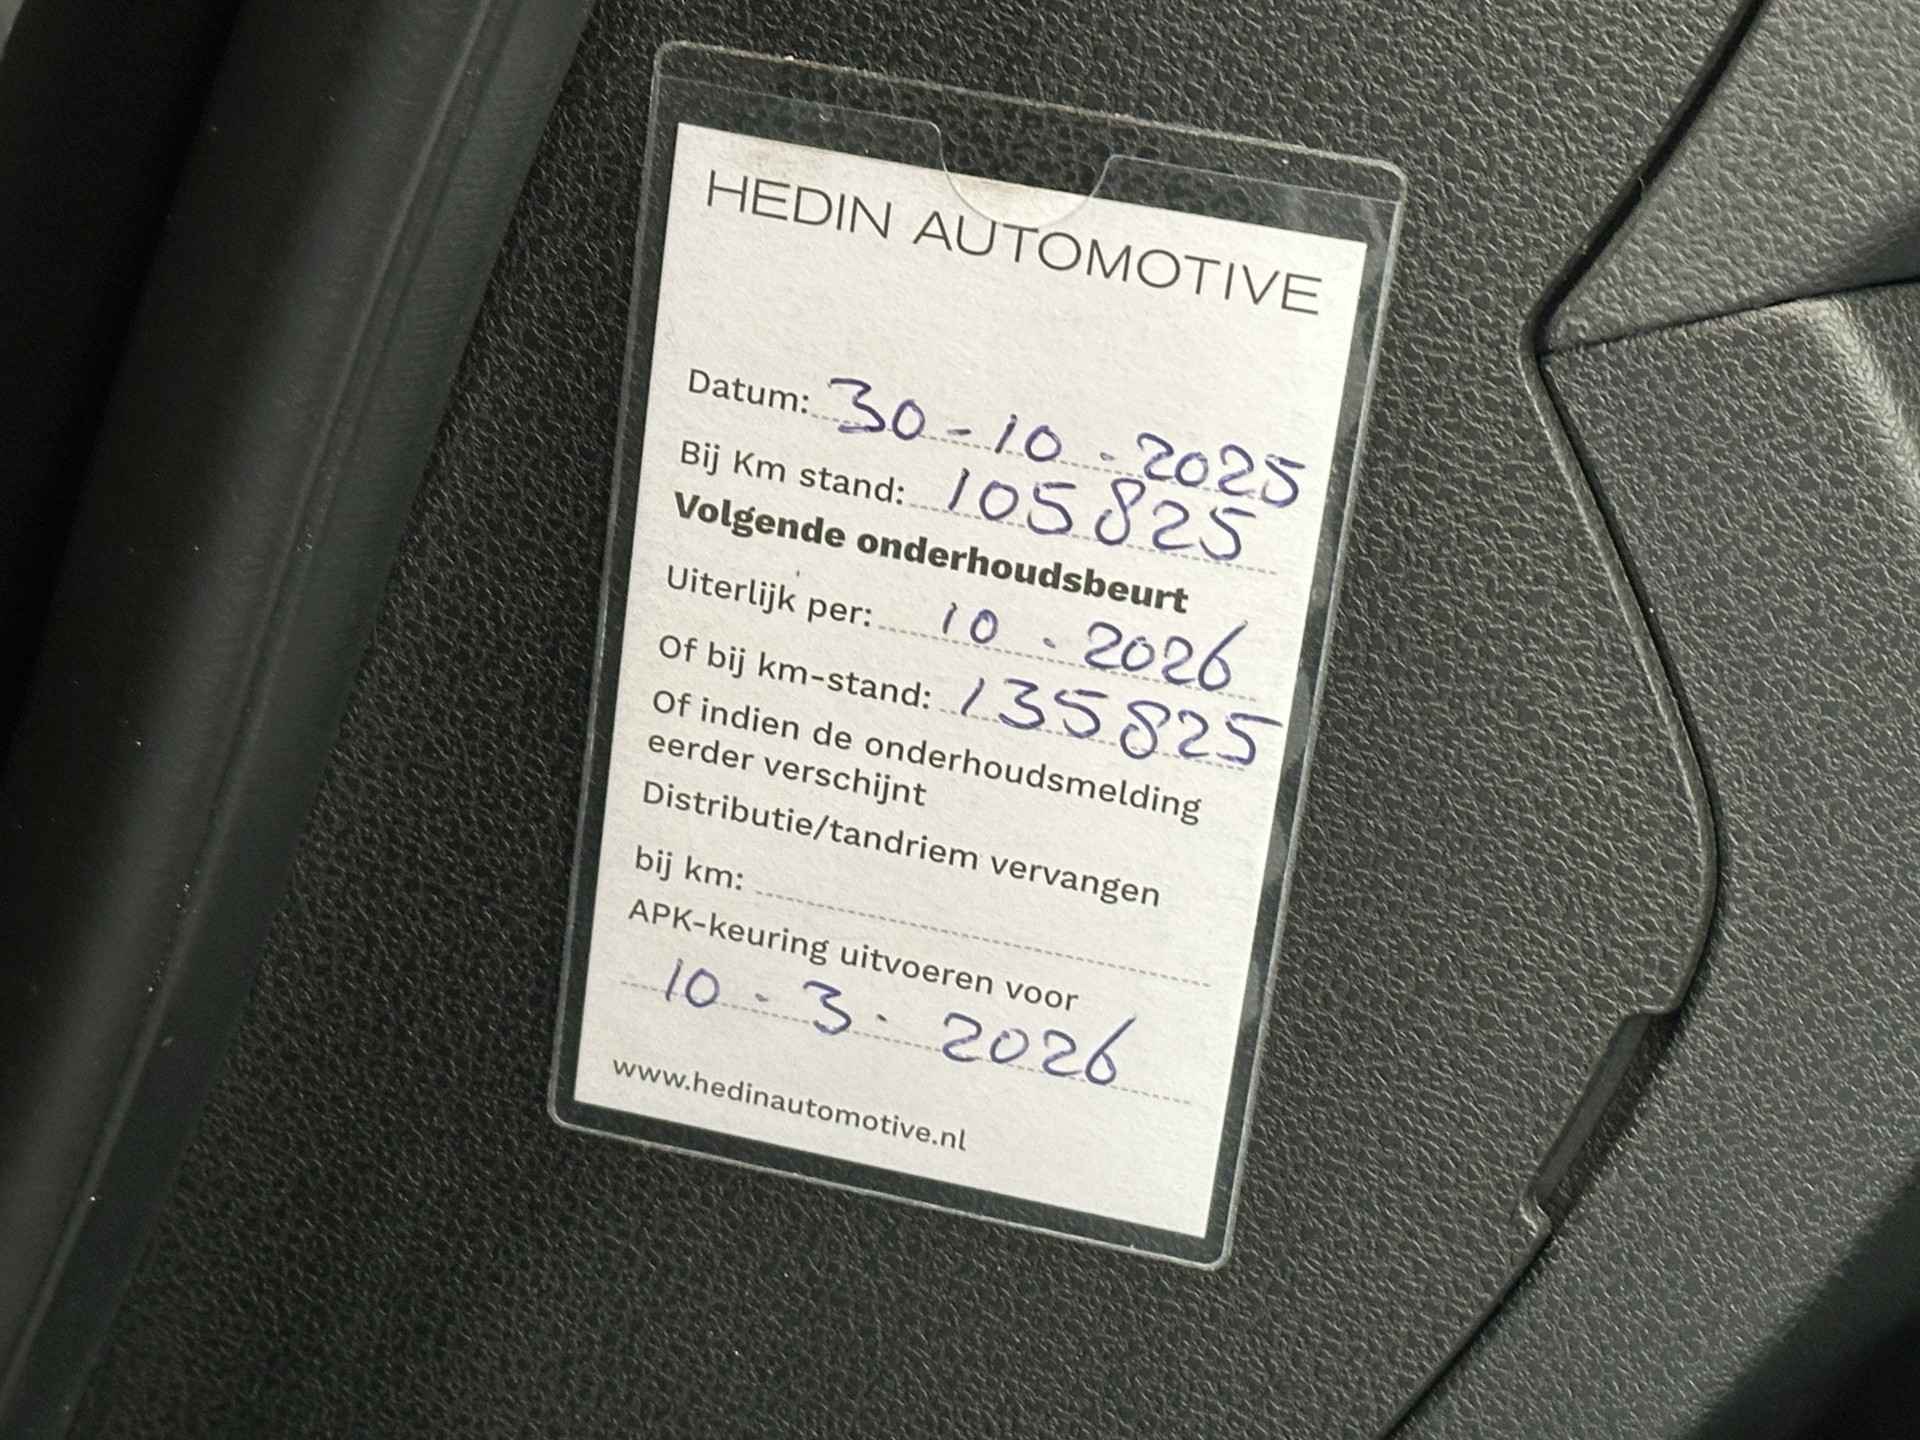 HEDIN AUTOMOTIVE
Datum: 30-10-2025
Bij Km stand: 105825
Volgende onderhoudsbeurt
Uiterlijk per: 10-2026
Of bij km-stand: 135825
Of indien de onderhoudsmelding
eerder verschijnt
Distributie/tandriem vervangen
bij km:
APK-keuring uitvoeren voor
10-3-2026
www.hedinautomotive.nl